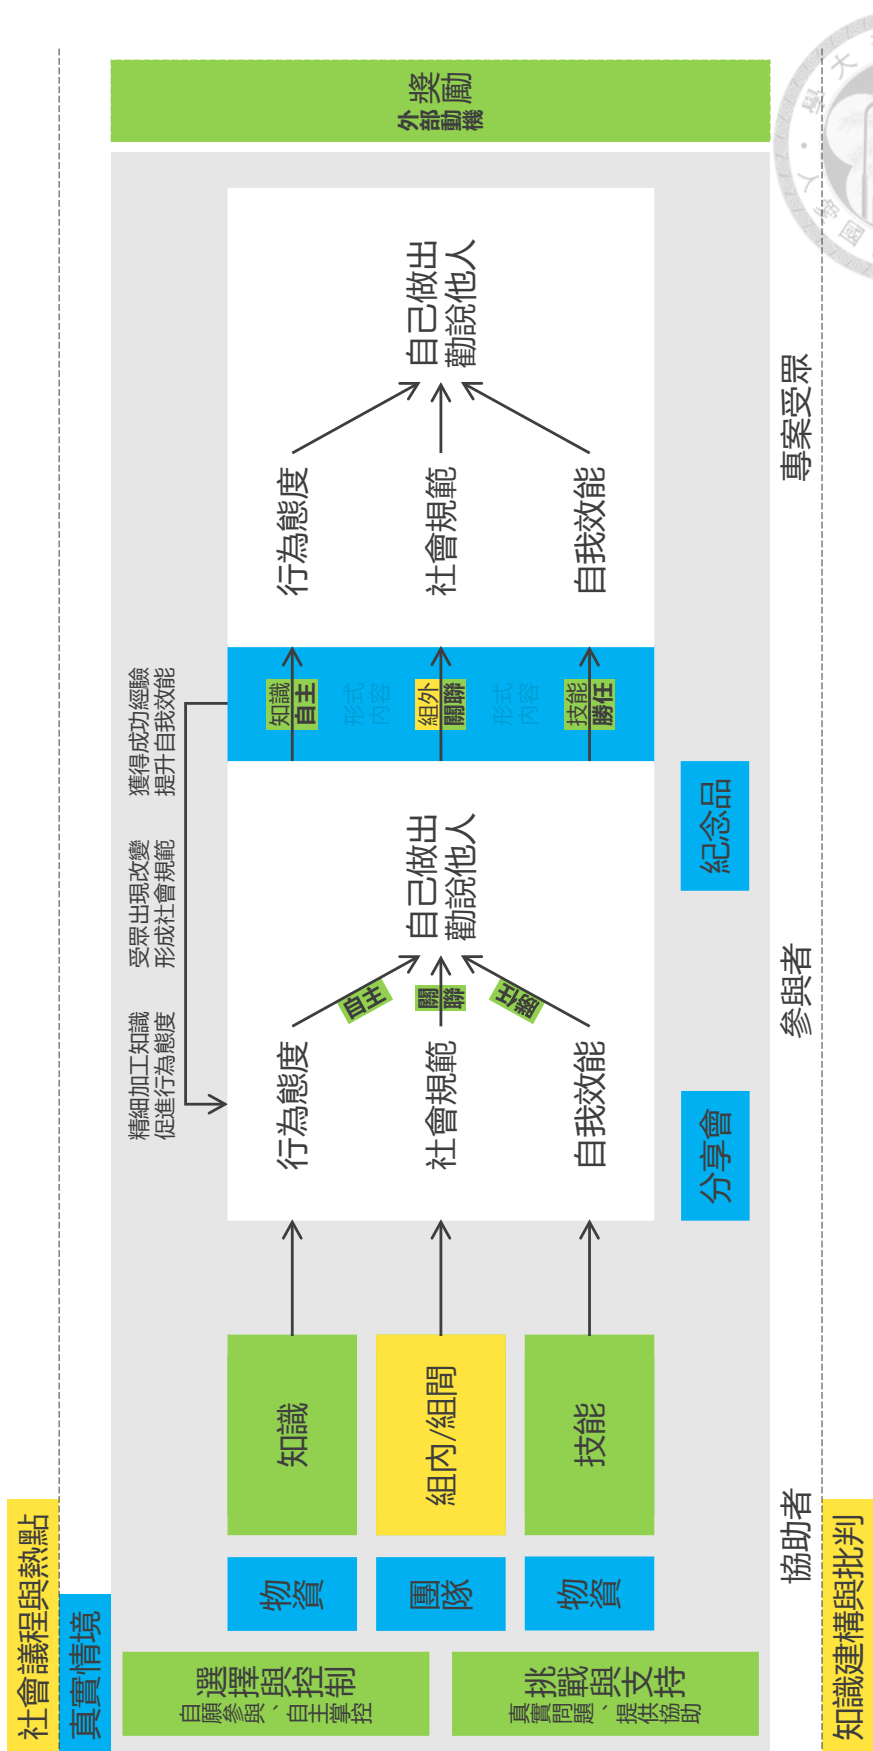 社會議程與熱點
真實情境
選擇與控制
自願參與、自主掌控
挑戰與支持
真實問題、提供協助
物資
團隊
物資
知識
組內/組間
技能
協助者
精細加工知識
促進行為態度
受眾出現改變
形成社會規範
獲得成功經驗
提升自我效能
行為態度
社會規範
自我效能
自主
關聯
勝任
自己做出
勸說他人
分享會
紀念品
參與者
知識
自主
形式
內容
組外
關聯
形式
內容
技能
勝任
行為態度
社會規範
自我效能
自己做出
勸說他人
專案受眾
獎勵
外部動機
知識建構與批判